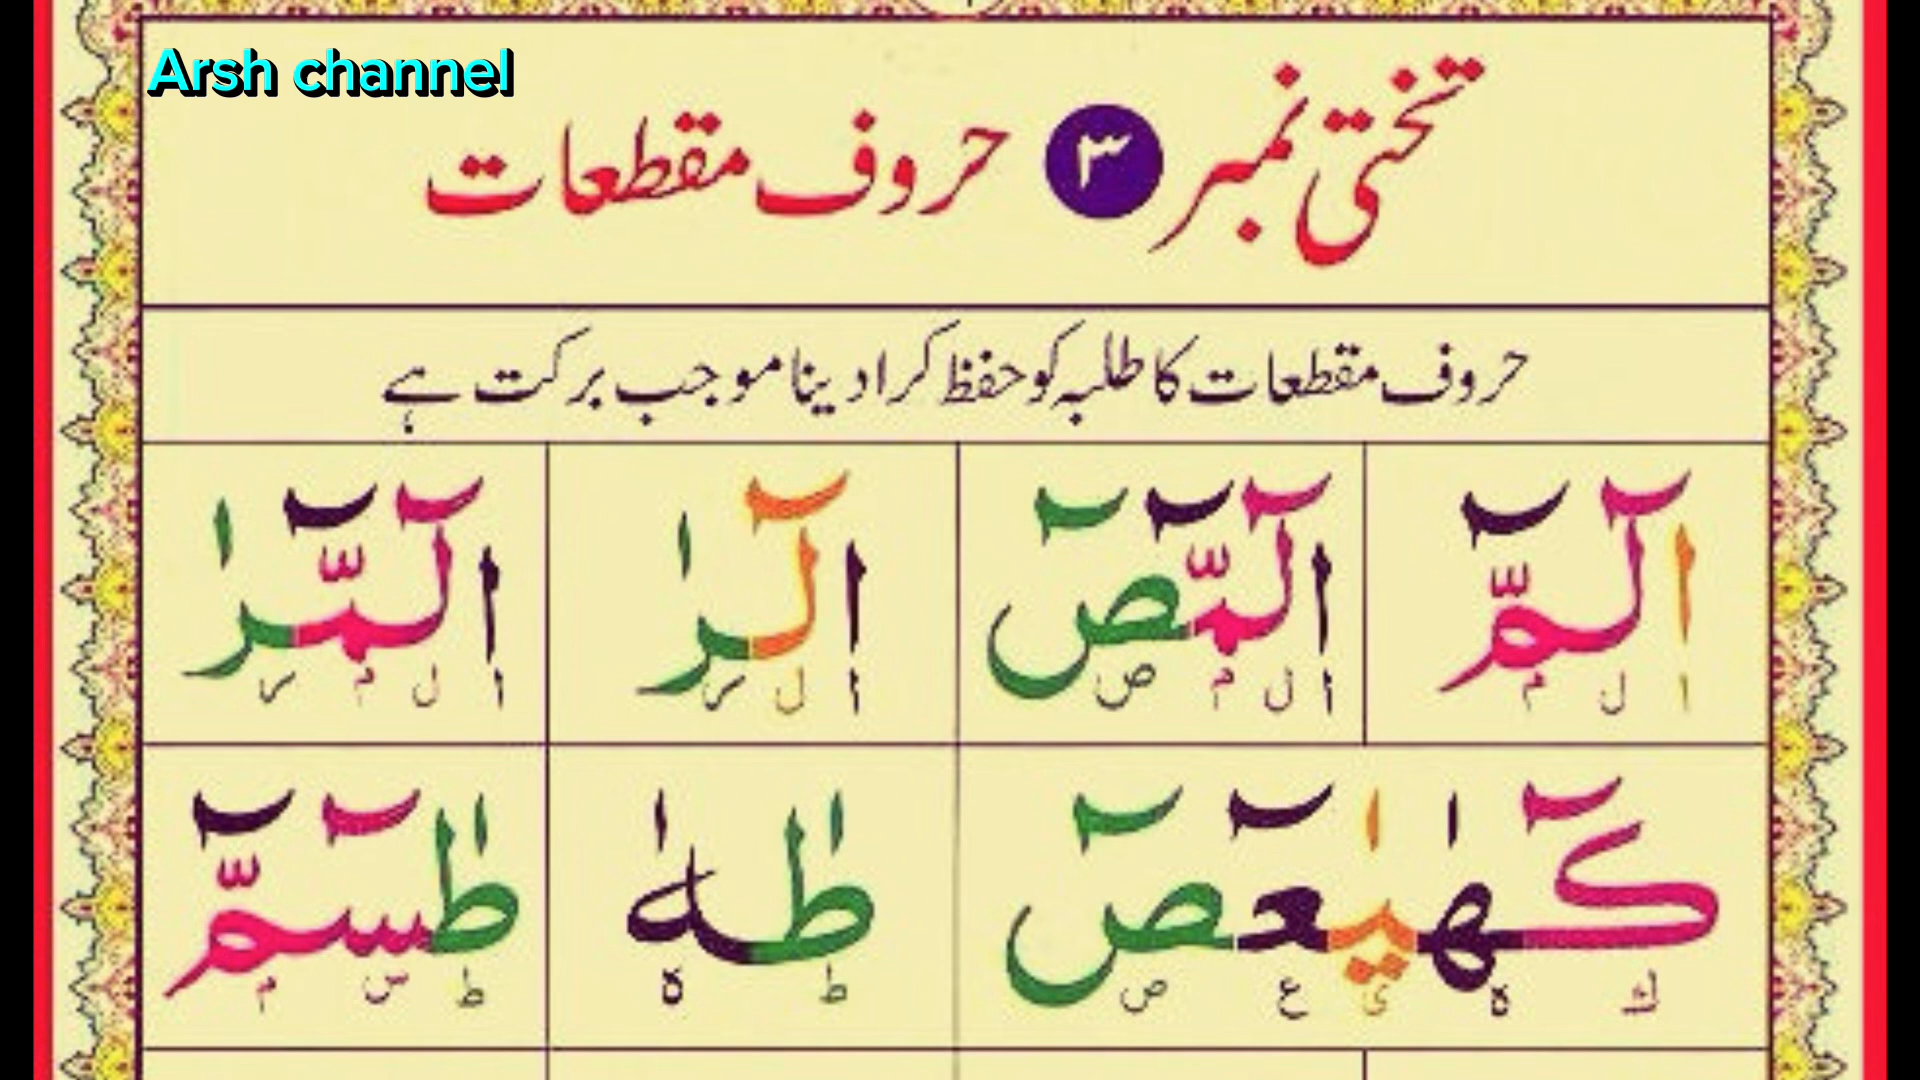 Arsh channel
تختی نمبر ۳ حروف مقطعات
حروف مقطعات کا طلبہ کو حفظ کرا دینا موجب برکت ہے
الٓمّٓ الٓمّٓصٓ الٓرٰ الٓمّٓرٰ
ا ل م ا ل م ص ا ل ر ا ل م ر
کٓهٰیٰعٓصٓ طٰهٰ طٰسٓمّٓ
ک ہ ی ع ص ط ہ ط س م